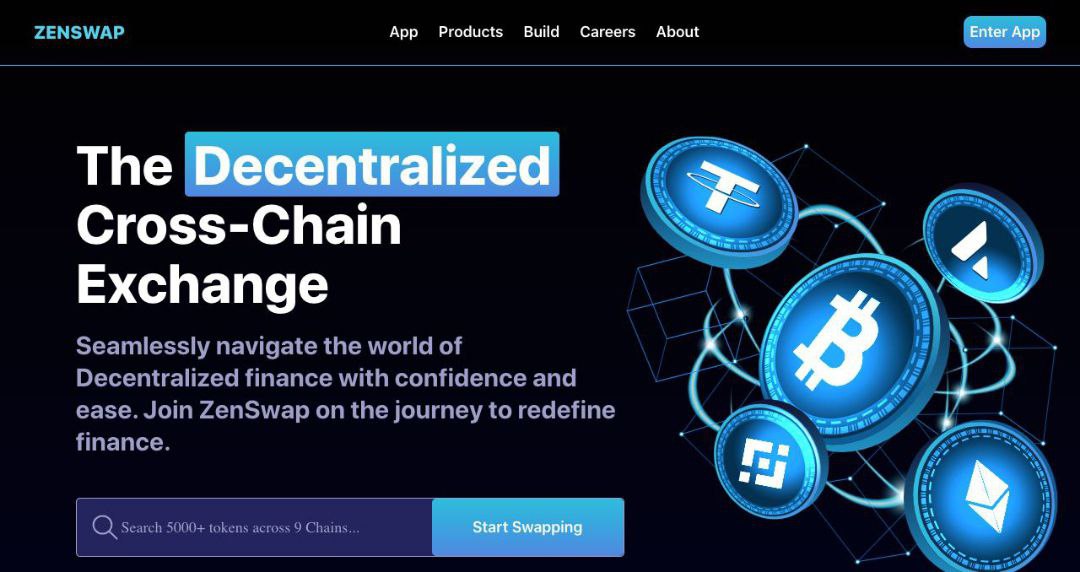 ZENSWAP
App Products Build Careers About
Enter App
The Decentralized
Cross-Chain
Exchange
Seamlessly navigate the world of
Decentralized finance with confidence and
ease. Join ZenSwap on the journey to redefine
finance.
Search 5000+ tokens across 9 Chains...
Start Swapping